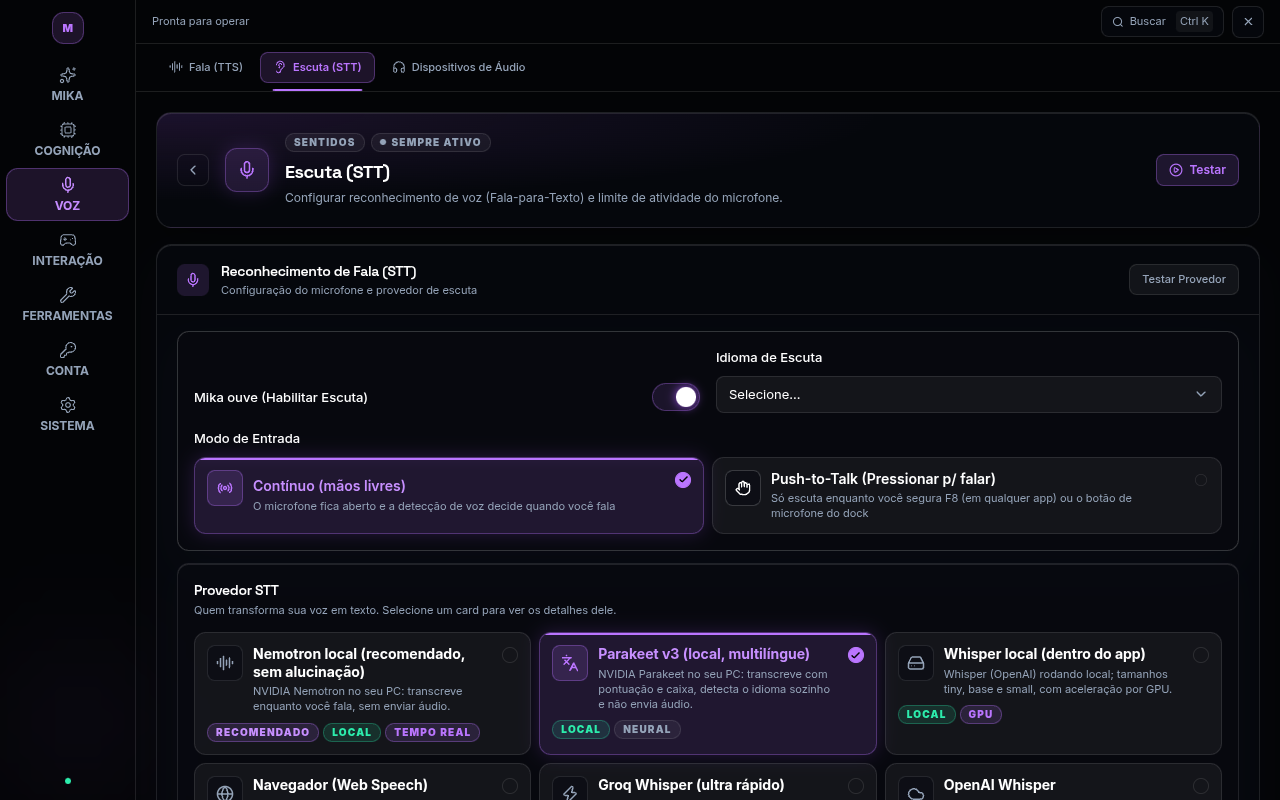 M
Pronta para operar
Buscar
Ctrl K
MIKA
COGNIÇÃO
VOZ
INTERAÇÃO
FERRAMENTAS
CONTA
SISTEMA
Fala (TTS)
Escuta (STT)
Dispositivos de Áudio
SENTIDOS
SEMPRE ATIVO
Escuta (STT)
Configurar reconhecimento de voz (Fala-para-Texto) e limite de atividade do microfone.
Testar
Reconhecimento de Fala (STT)
Configuração do microfone e provedor de escuta
Testar Provedor
Idioma de Escuta
Mika ouve (Habilitar Escuta)
Selecione...
Modo de Entrada
Contínuo (mãos livres)
O microfone fica aberto e a detecção de voz decide quando você fala
Push-to-Talk (Pressionar p/ falar)
Só escuta enquanto você segura F8 (em qualquer app) ou o botão de
microfone do dock
Provedor STT
Quem transforma sua voz em texto. Selecione um card para ver os detalhes dele.
Nemotron local (recomendado,
sem alucinação)
NVIDIA Nemotron no seu PC: transcreve
enquanto você fala, sem enviar áudio.
RECOMENDADO
LOCAL
TEMPO REAL
Parakeet v3 (local, multilíngue)
NVIDIA Parakeet no seu PC: transcreve com
pontuação e caixa, detecta o idioma sozinho
e não envia áudio.
LOCAL
NEURAL
Whisper local (dentro do app)
Whisper (OpenAI) rodando local; tamanhos
tiny, base e small, com aceleração por GPU.
LOCAL
GPU
Navegador (Web Speech)
Groq Whisper (ultra rápido)
OpenAI Whisper